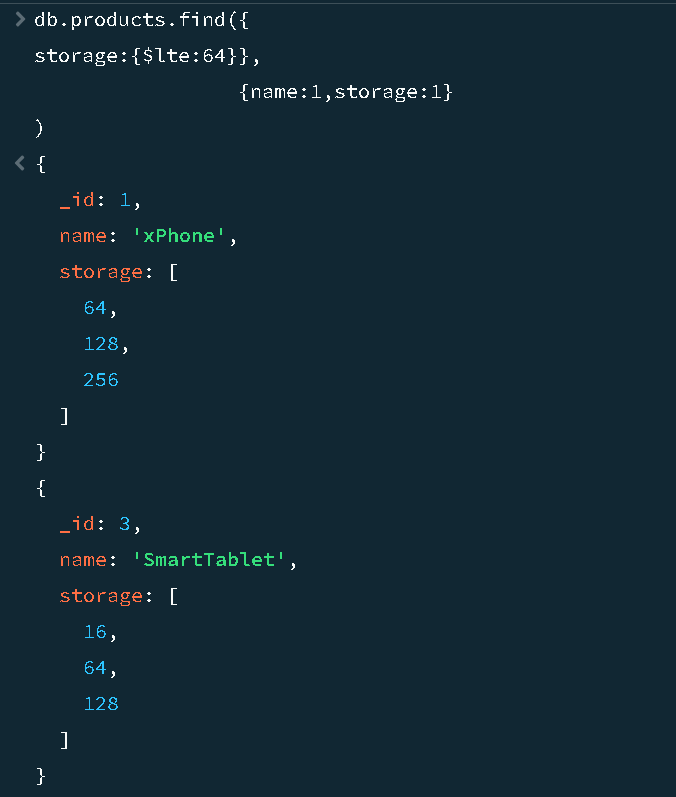 > db.products.find({
storage:{$lte:64}},
{name:1,storage:1}
)
< {
_id: 1,
name: 'xPhone',
storage: [
64,
128,
256
]
}
{
_id: 3,
name: 'SmartTablet',
storage: [
16,
64,
128
]
}